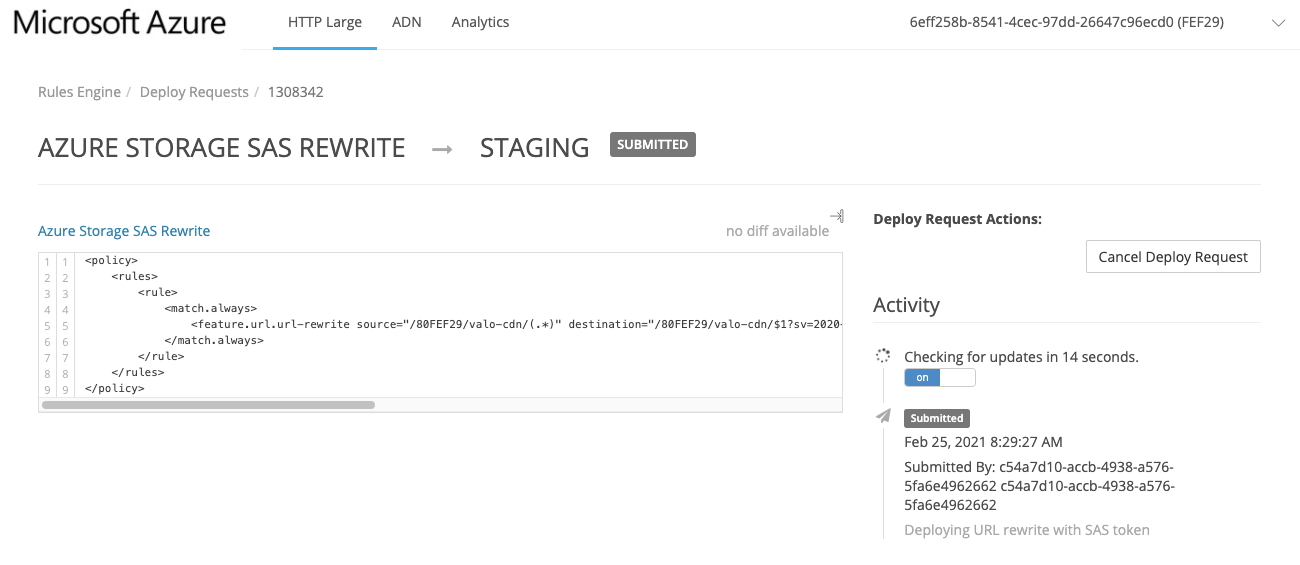 Microsoft Azure
HTTP Large
ADN
Analytics
6eff258b-8541-4cec-97dd-26647c96ecd0 (FEF29)
Rules Engine / Deploy Requests / 1308342
AZURE STORAGE SAS REWRITE → STAGING SUBMITTED
Azure Storage SAS Rewrite
no diff available
1 1 <policy>
2 2 <rules>
3 3 <rule>
4 4 <match.always>
5 5 <feature.url.url-rewrite source="/80FEF29/valo-cdn/(.*)" destination="/80FEF29/valo-cdn/$1?sv=2020-
6 6 </match.always>
7 7 </rule>
8 8 </rules>
9 9 </policy>
Deploy Request Actions:
Cancel Deploy Request
Activity
Checking for updates in 14 seconds.
on
Submitted
Feb 25, 2021 8:29:27 AM
Submitted By: c54a7d10-accb-4938-a576-
5fa6e4962662 c54a7d10-accb-4938-a576-
5fa6e4962662
Deploying URL rewrite with SAS token